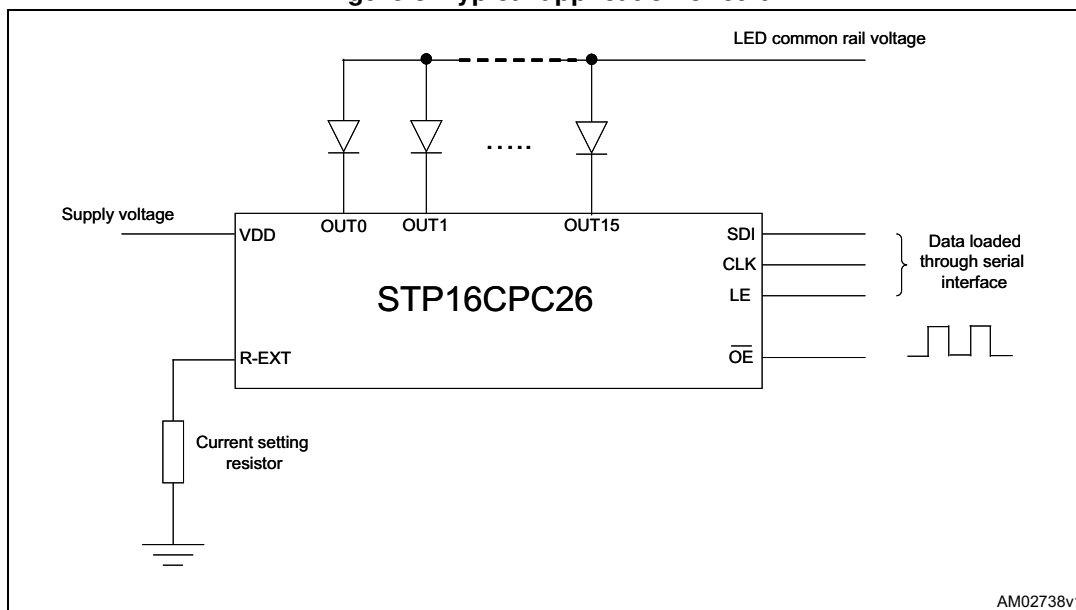 LED common rail voltage
Supply voltage
VDD
OUT0
OUT1
.....
OUT15
SDI
CLK
LE
Data loaded
through serial
interface
STP16CPC26
R-EXT
OE
Current setting
resistor